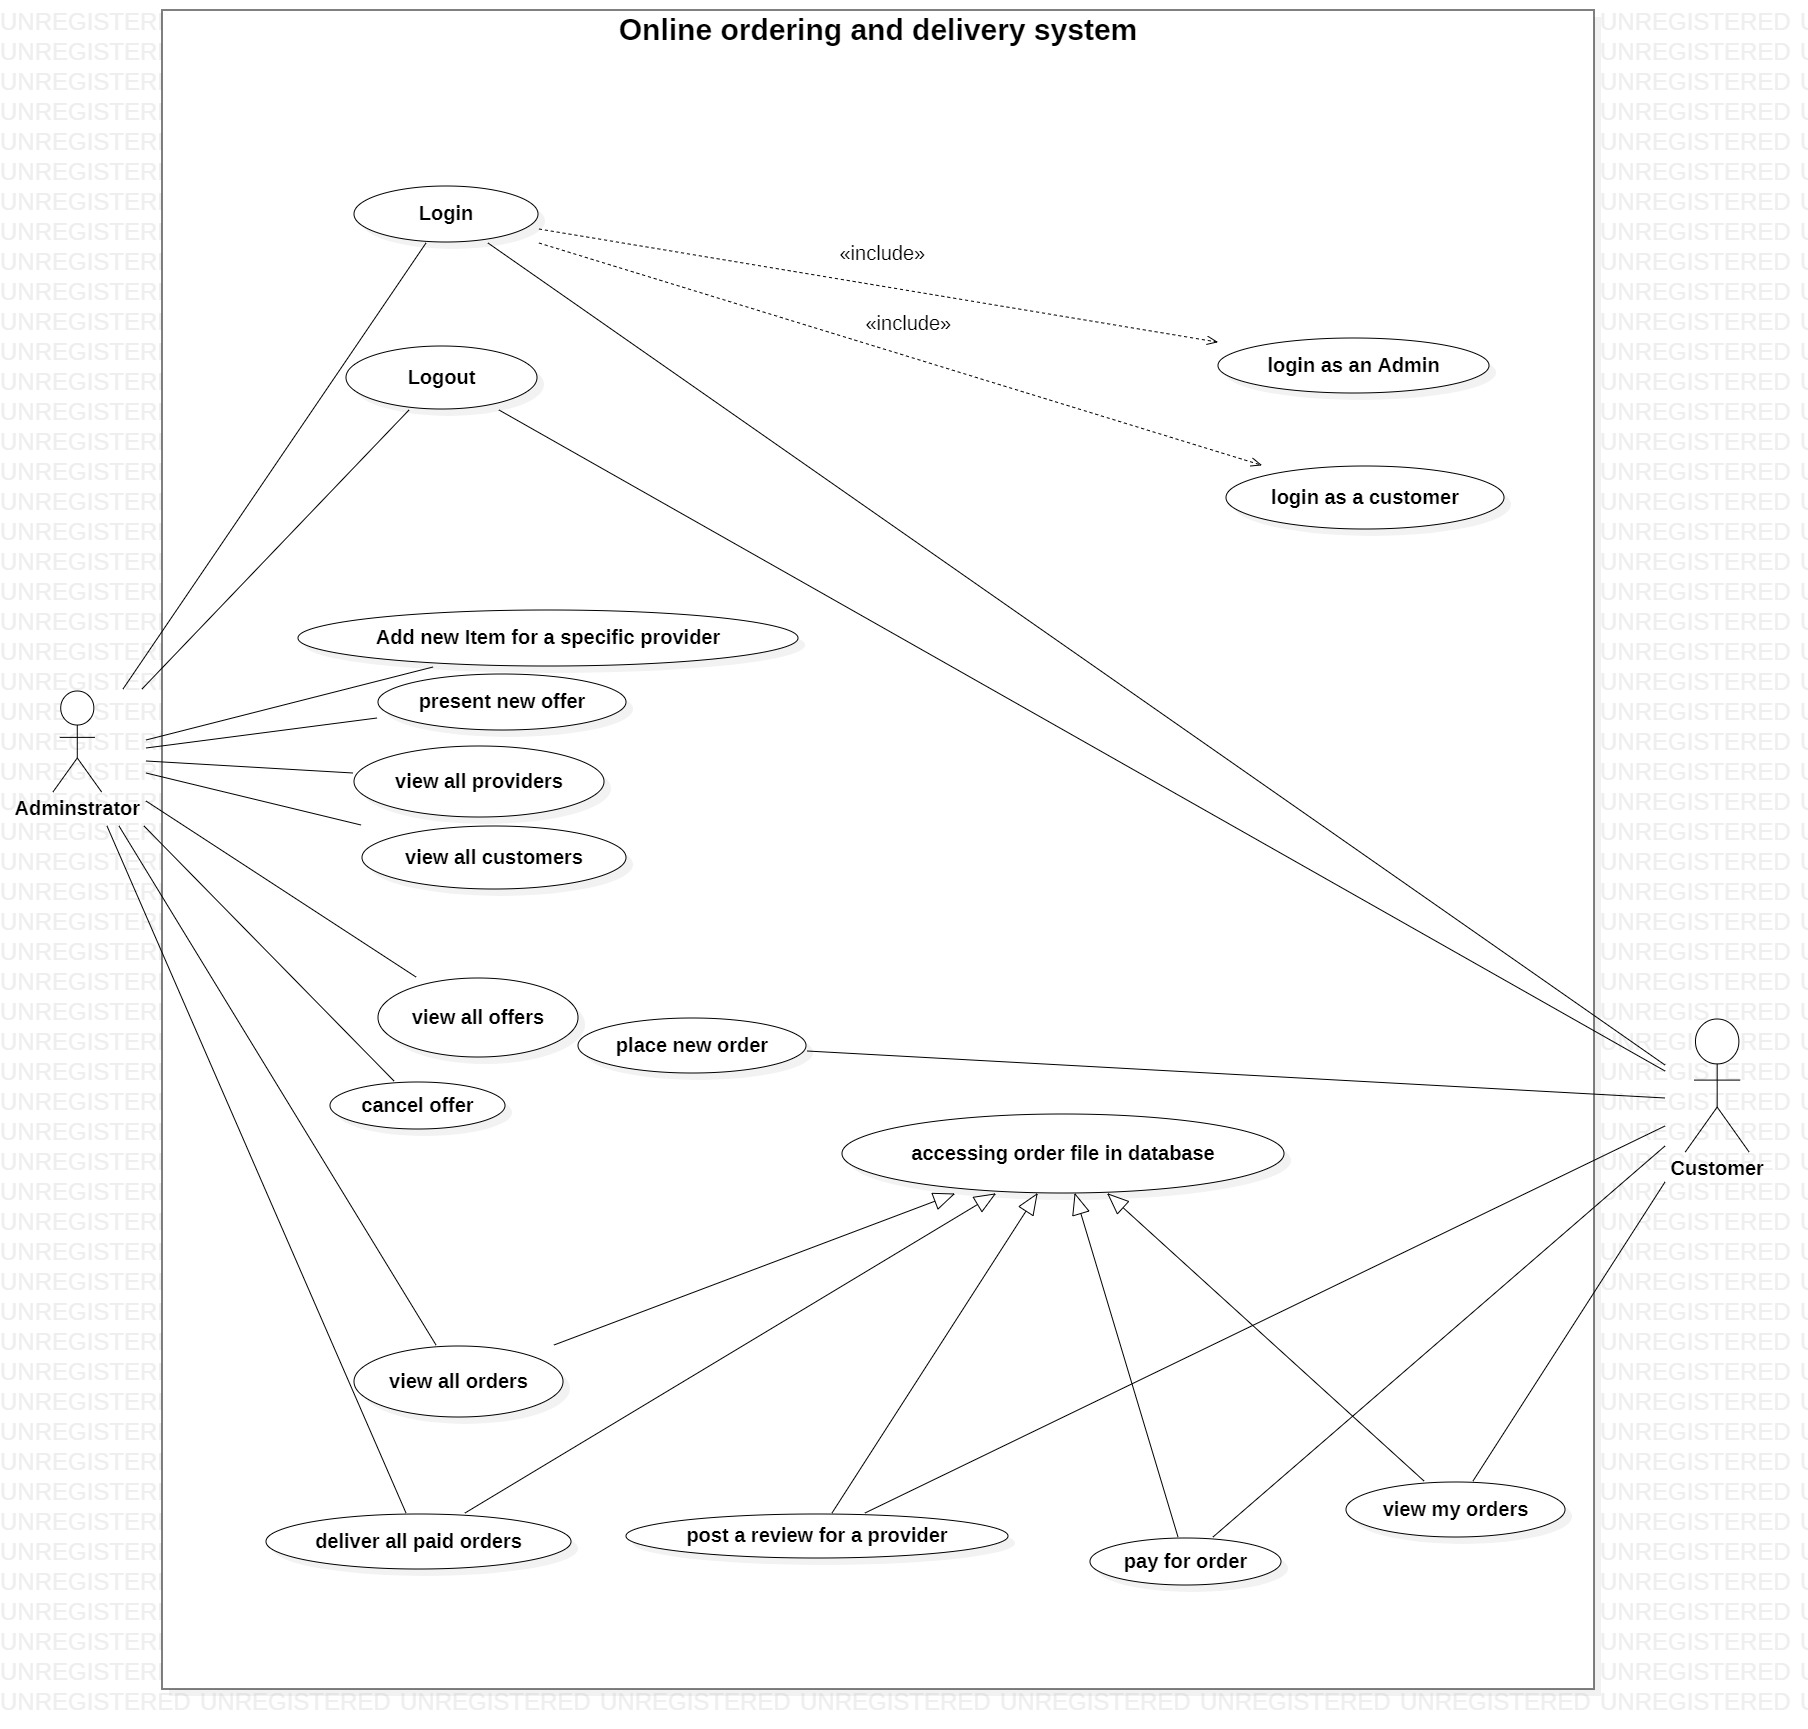 Online ordering and delivery system
Login
«include»
«include»
login as an Admin
Logout
login as a customer
Add new Item for a specific provider
present new offer
view all providers
Adminstrator
view all customers
view all offers
place new order
cancel offer
accessing order file in database
Customer
view all orders
view my orders
deliver all paid orders
post a review for a provider
pay for order
UNREGISTERED UNREGISTERED UNREGISTERED UNREGISTERED UNREGISTERED UNREGISTERED UNREGISTERED UNREGISTERED UNREGISTERED